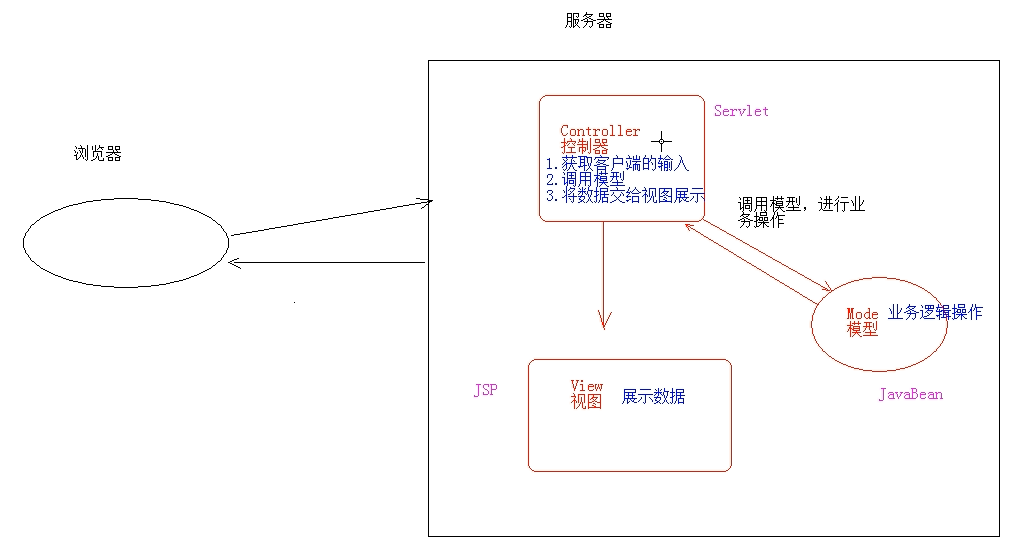 服务器
Servlet
Controller
控制器
1.获取客户端的输入
2.调用模型
3.将数据交给视图展示
浏览器
调用模型，进行业
务操作
Mode 业务逻辑操作
模型
JSP
View
视图 展示数据
JavaBean